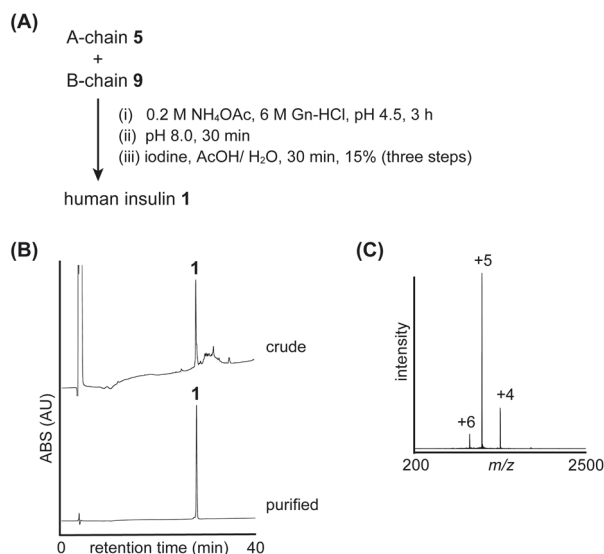 (A)
A-chain 5
+
B-chain 9
(i) 0.2 M NH₄OAc, 6 M Gn-HCl, pH 4.5, 3 h
(ii) pH 8.0, 30 min
(iii) iodine, AcOH/ H₂O, 30 min, 15% (three steps)
human insulin 1
(B)
1
crude
1
purified
ABS (AU)
0 retention time (min) 40
(C)
+5
+4
+6
intensity
200 m/z 2500